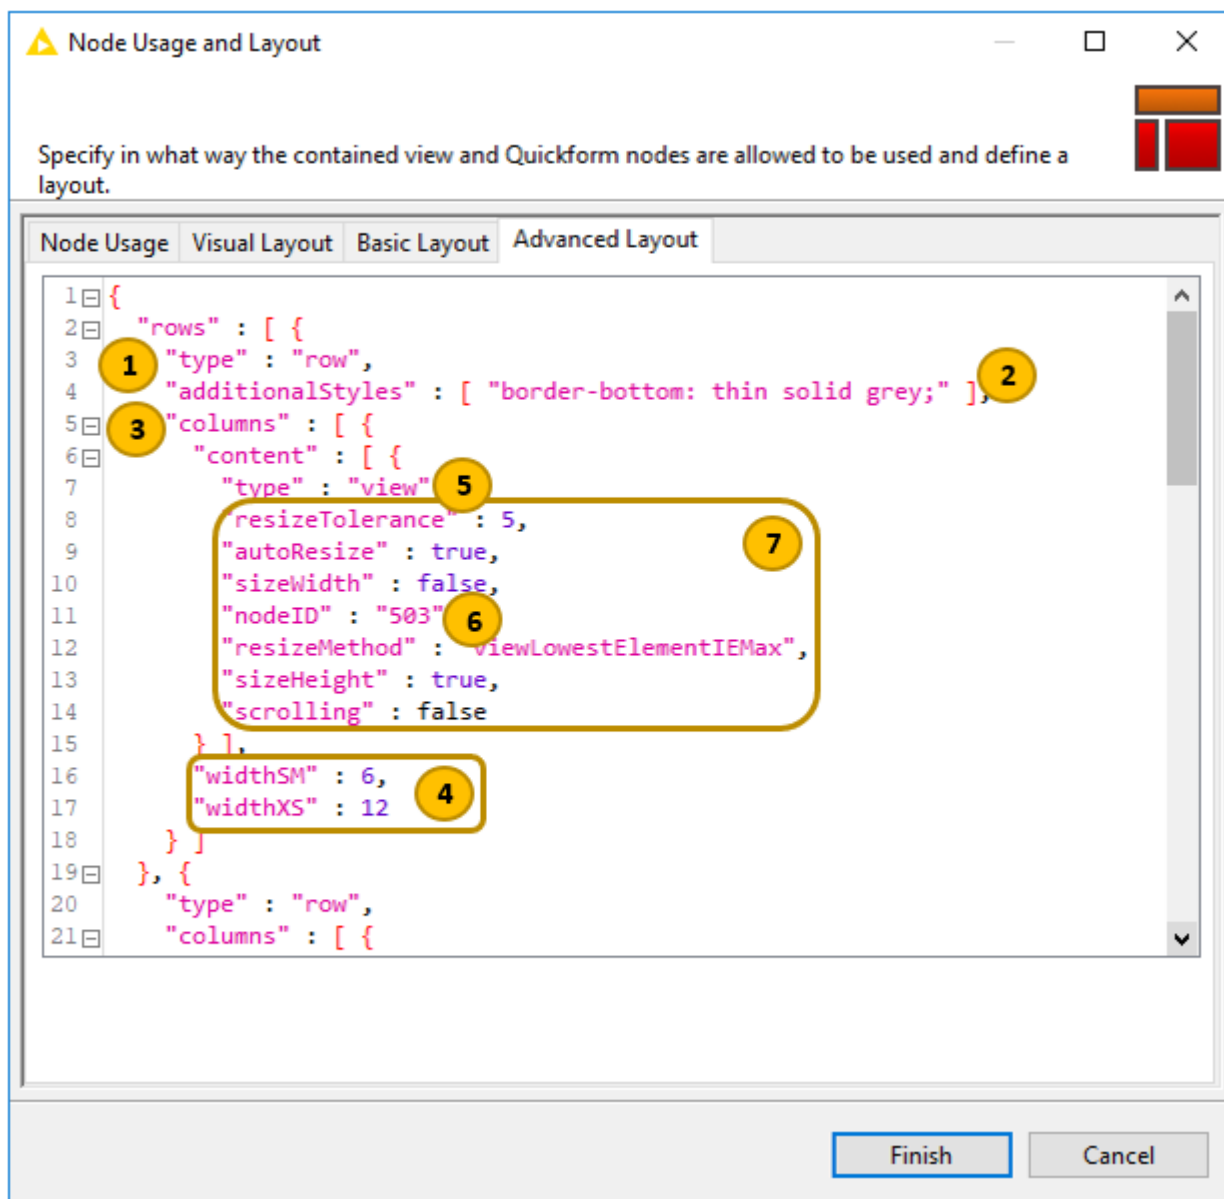 Node Usage and Layout
Specify in what way the contained view and Quickform nodes are allowed to be used and define a
layout.
Node Usage Visual Layout Basic Layout Advanced Layout
1 {
2 "rows" : [ {
3 1 "type" : "row",
4 "additionalStyles" : [ "border-bottom: thin solid grey;" ], 2
5 3 "columns" : [ {
6 "content" : [ {
7 "type" : "view" 5
8 "resizeTolerance" : 5,
9 "autoResize" : true, 7
10 "sizeWidth" : false,
11 "nodeID" : "503" 6
12 "resizeMethod" : viewLowestElementIEMax",
13 "sizeHeight" : true,
14 "scrolling" : false
15 } ],
16 "widthSM" : 6, 4
17 "widthXS" : 12
18 } ]
19 }, {
20 "type" : "row",
21 "columns" : [ {
Finish Cancel